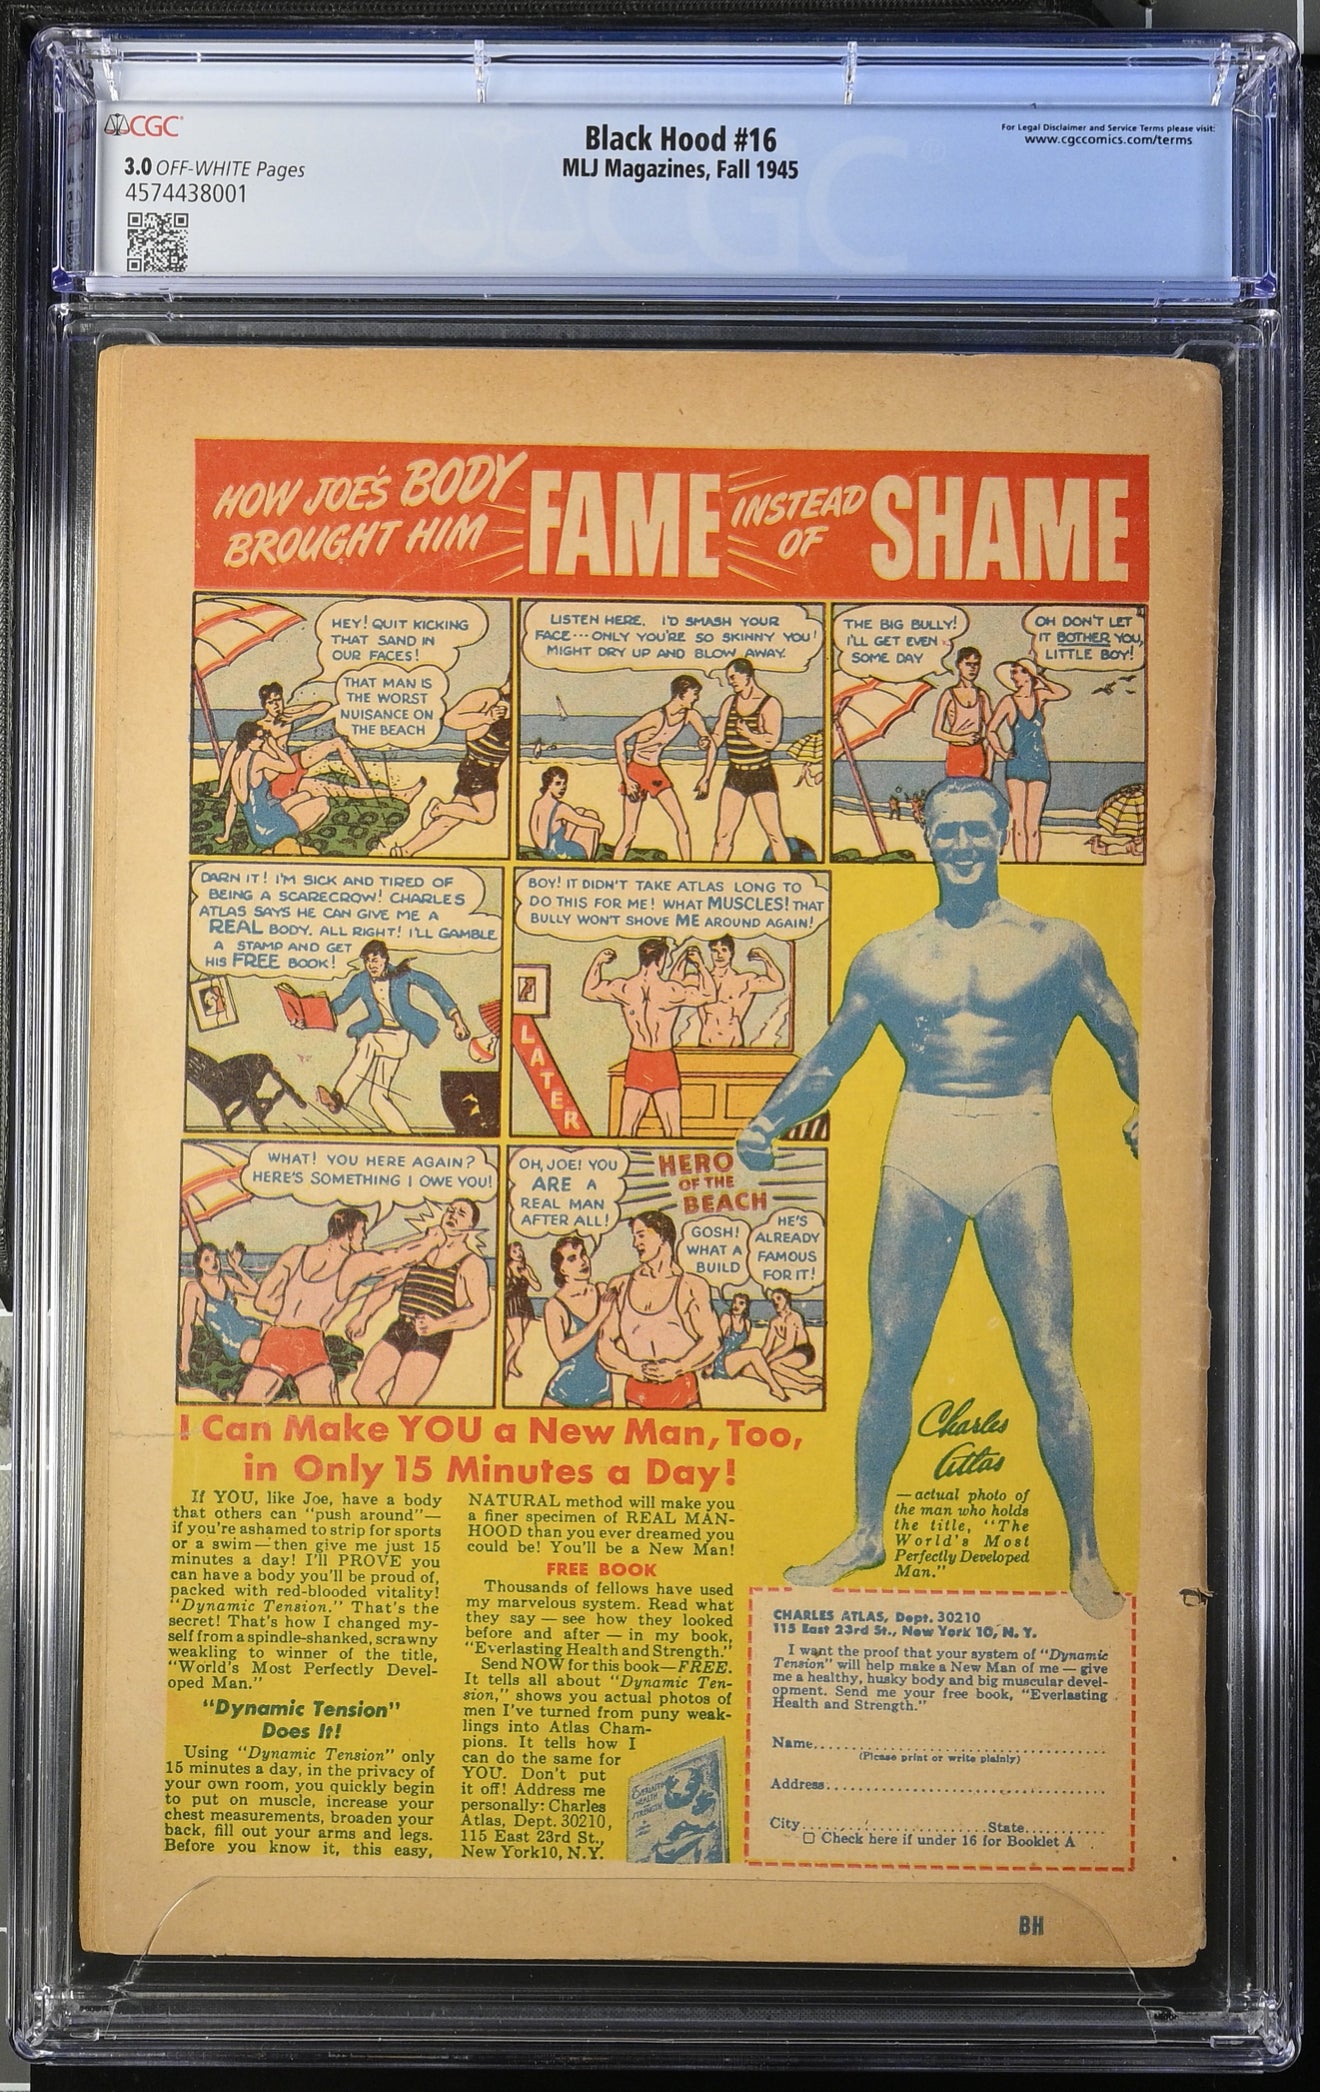 CGC
3.0 OFF-WHITE Pages
4574438001
Black Hood #16
MLJ Magazines, Fall 1945
For Legal Disclaimer and Service Terms please visit:
www.cgccomics.com/terms
HOW JOE'S BODY
BROUGHT HIM
FAME
INSTEAD
OF
SHAME
HEY! QUIT KICKING
THAT SAND IN
OUR FACES!
THAT MAN IS
THE WORST
NUISANCE ON
THE BEACH
LISTEN HERE. I'D SMASH YOUR
FACE---ONLY YOU'RE SO SKINNY YOU
MIGHT DRY UP AND BLOW AWAY.
THE BIG BULLY!
I'LL GET EVEN
SOME DAY
OH DON'T LET
IT BOTHER YOU,
LITTLE BOY!
DARN IT! I'M SICK AND TIRED OF
BEING A SCARECROW! CHARLES
ATLAS SAYS HE CAN GIVE ME A
REAL BODY. ALL RIGHT! I'LL GAMBLE
A STAMP AND GET
HIS FREE BOOK!
BOY! IT DIDN'T TAKE ATLAS LONG TO
DO THIS FOR ME! WHAT MUSCLES! THAT
BULLY WON'T SHOVE ME AROUND AGAIN!
LATER
WHAT! YOU HERE AGAIN?
HERE'S SOMETHING I OWE YOU!
OH, JOE! YOU
ARE A
REAL MAN
AFTER ALL!
HERO
OF THE
BEACH
GOSH!
WHAT A
BUILD
HE'S
ALREADY
FAMOUS
FOR IT!
I Can Make YOU a New Man, Too,
in Only 15 Minutes a Day!
If YOU, like Joe, have a body
that others can "push around"—
if you're ashamed to strip for sports
or a swim—then give me just 15
minutes a day! I'll PROVE you
can have a body you'll be proud of,
packed with red-blooded vitality!
"Dynamic Tension." That's the
secret! That's how I changed my-
self from a spindle-shanked, scrawny
weakling to winner of the title,
"World's Most Perfectly Devel-
oped Man."
"Dynamic Tension"
Does It!
Using "Dynamic Tension" only
15 minutes a day, in the privacy of
your own room, you quickly begin
to put on muscle, increase your
chest measurements, broaden your
back, fill out your arms and legs.
Before you know it, this easy,
NATURAL method will make you
a finer specimen of REAL MAN-
HOOD than you ever dreamed you
could be! You'll be a New Man!
FREE BOOK
Thousands of fellows have used
my marvelous system. Read what
they say — see how they looked
before and after — in my book,
"Everlasting Health and Strength."
Send NOW for this book—FREE.
It tells all about "Dynamic Ten-
sion," shows you actual photos of
men I've turned from puny weak-
lings into Atlas Cham-
pions. It tells how I
can do the same for
YOU. Don't put
it off! Address me
personally: Charles
Atlas, Dept. 30210,
115 East 23rd St.,
New York 10, N.Y.
EVERLASTING
HEALTH
AND
STRENGTH
Charles
Atlas
—actual photo of
the man who holds
the title, "The
World's Most
Perfectly Developed
Man."
CHARLES ATLAS, Dept. 30210
115 East 23rd St., New York 10, N. Y.
I want the proof that your system of "Dynamic
Tension" will help make a New Man of me — give
me a healthy, husky body and big muscular devel-
opment. Send me your free book, "Everlasting
Health and Strength."
Name
(Please print or write plainly)
Address
City State
Check here if under 16 for Booklet A
BH